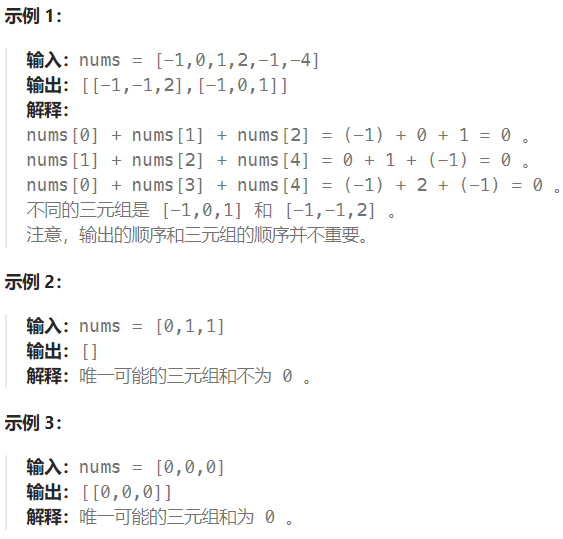 示例 1：
输入：nums = [-1,0,1,2,-1,-4]
输出：[[-1,-1,2],[-1,0,1]]
解释：
nums[0] + nums[1] + nums[2] = (-1) + 0 + 1 = 0 。
nums[1] + nums[2] + nums[4] = 0 + 1 + (-1) = 0 。
nums[0] + nums[3] + nums[4] = (-1) + 2 + (-1) = 0 。
不同的三元组是 [-1,0,1] 和 [-1,-1,2] 。
注意，输出的顺序和三元组的顺序并不重要。
示例 2：
输入：nums = [0,1,1]
输出：[]
解释：唯一可能的三元组和不为 0 。
示例 3：
输入：nums = [0,0,0]
输出：[[0,0,0]]
解释：唯一可能的三元组和为 0 。